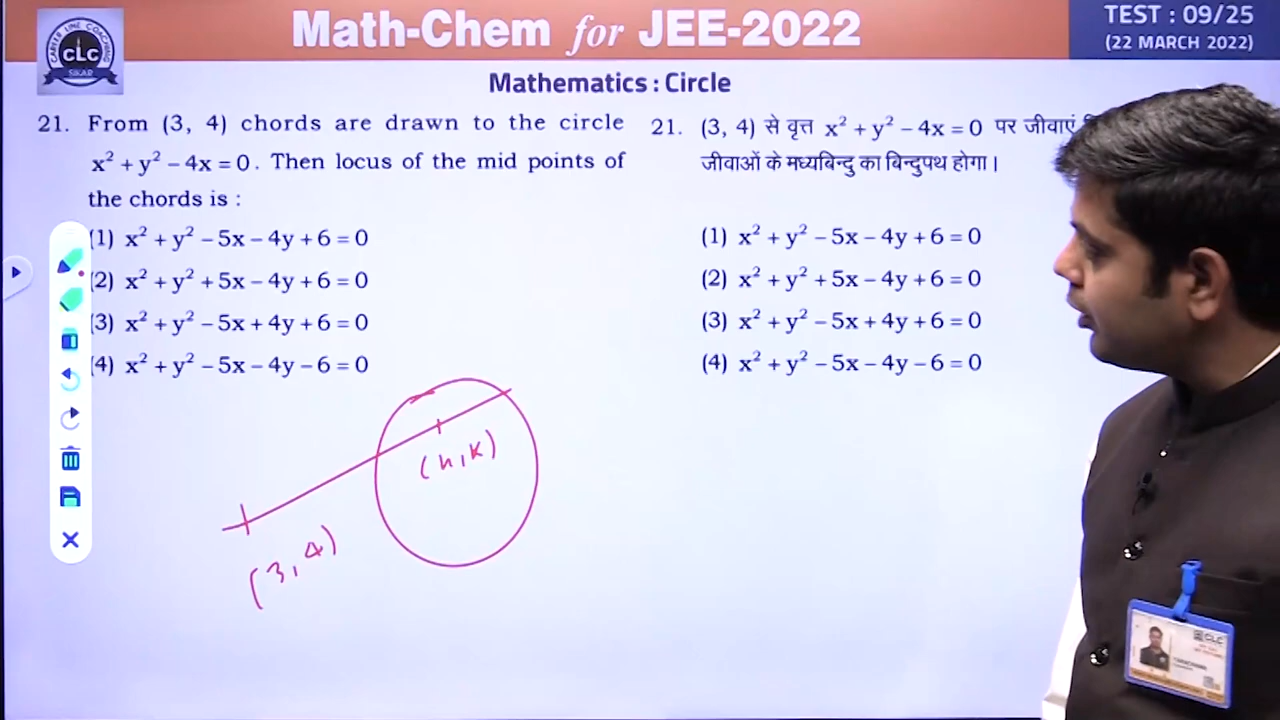 Math-Chem for JEE-2022
TEST : 09/25
(22 MARCH 2022)
CAREER LINE COACHING
CLC
SIKAR
Mathematics : Circle
21. From (3, 4) chords are drawn to the circle
x² + y² – 4x = 0. Then locus of the mid points of
the chords is :
(1) x² + y² – 5x – 4y + 6 = 0
(2) x² + y² + 5x – 4y + 6 = 0
(3) x² + y² – 5x + 4y + 6 = 0
(4) x² + y² – 5x – 4y – 6 = 0
21. (3, 4) से वृत्त x² + y² – 4x = 0 पर जीवाएं
जीवाओं के मध्यबिन्दु का बिन्दुपथ होगा।
(1) x² + y² – 5x – 4y + 6 = 0
(2) x² + y² + 5x – 4y + 6 = 0
(3) x² + y² – 5x + 4y + 6 = 0
(4) x² + y² – 5x – 4y – 6 = 0
(h, k)
(3, 4)
CLC